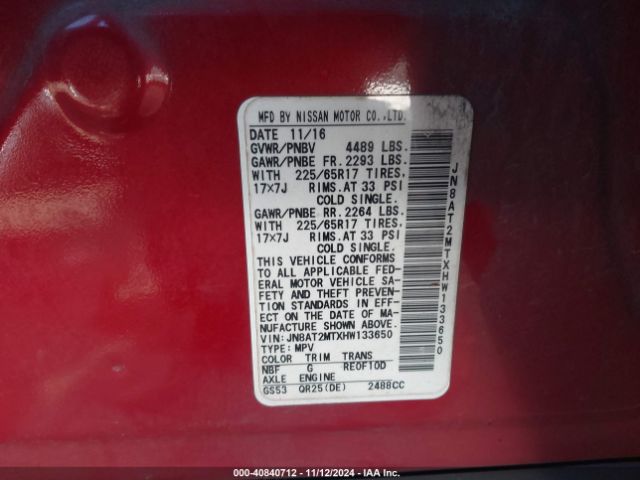 MFD BY NISSAN MOTOR CO.,LTD.
DATE 11/16
GVWR/PNBV 4489 LBS.
GAWR/PNBE FR. 2293 LBS.
WITH 225/65R17 TIRES,
17×7J RIMS. AT 33 PSI
COLD SINGLE.
GAWR/PNBE RR. 2264 LBS.
WITH 225/65R17 TIRES,
17×7J RIMS. AT 33 PSI
COLD SINGLE.
THIS VEHICLE CONFORMS
TO ALL APPLICABLE FED-
ERAL MOTOR VEHICLE SA-
FETY AND THEFT PREVEN-
TION STANDARDS IN EFF-
ECT ON THE DATE OF MA-
NUFACTURE SHOWN ABOVE.
VIN:JN8AT2MTXHW133650
TYPE:MPV
COLOR TRIM TRANS
NBF G RE0F10D
AXLE ENGINE
GS53 QR25(DE) 2488CC
JN8AT2MTXHW133650
000-40840712 - 11/12/2024 - IAA Inc.